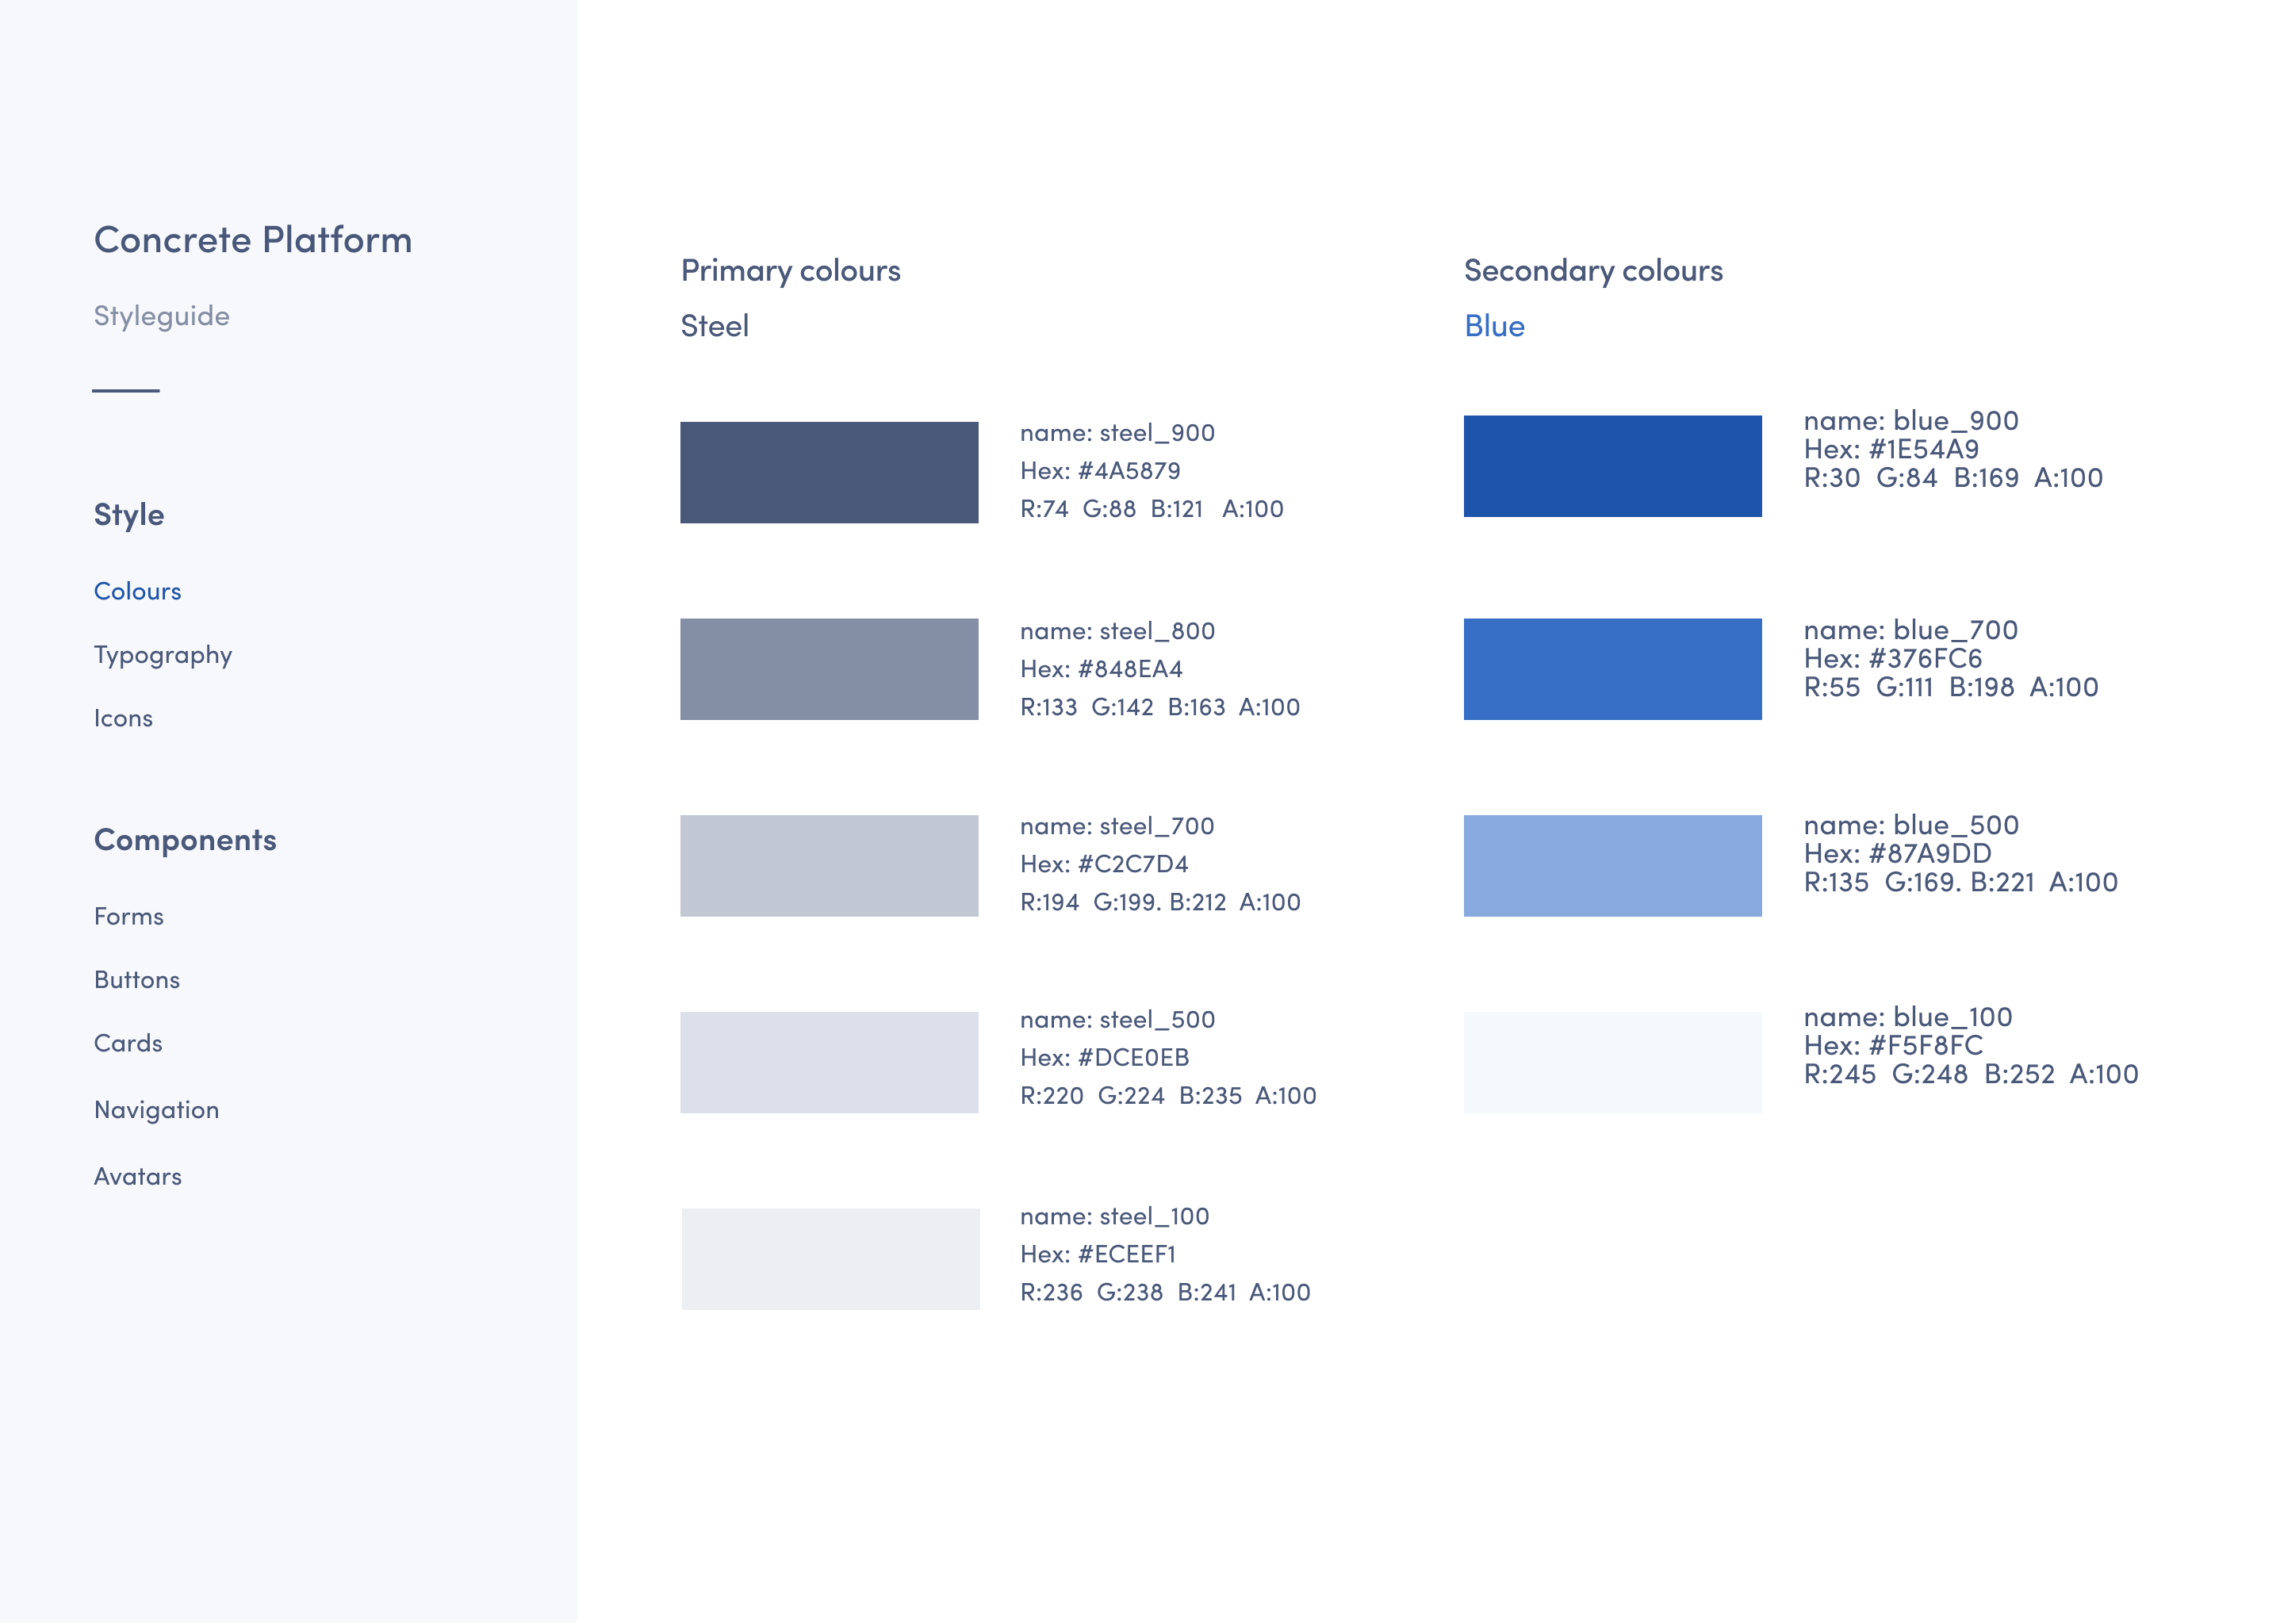 Concrete Platform
Styleguide
Style
Colours
Typography
Icons
Components
Forms
Buttons
Cards
Navigation
Avatars
Primary colours
Steel
name: steel_900
Hex: #4A5879
R:74 G:88 B:121 A:100
name: steel_800
Hex: #848EA4
R:133 G:142 B:163 A:100
name: steel_700
Hex: #C2C7D4
R:194 G:199. B:212 A:100
name: steel_500
Hex: #DCE0EB
R:220 G:224 B:235 A:100
name: steel_100
Hex: #ECEEF1
R:236 G:238 B:241 A:100
Secondary colours
Blue
name: blue_900
Hex: #1E54A9
R:30 G:84 B:169 A:100
name: blue_700
Hex: #376FC6
R:55 G:111 B:198 A:100
name: blue_500
Hex: #87A9DD
R:135 G:169. B:221 A:100
name: blue_100
Hex: #F5F8FC
R:245 G:248 B:252 A:100